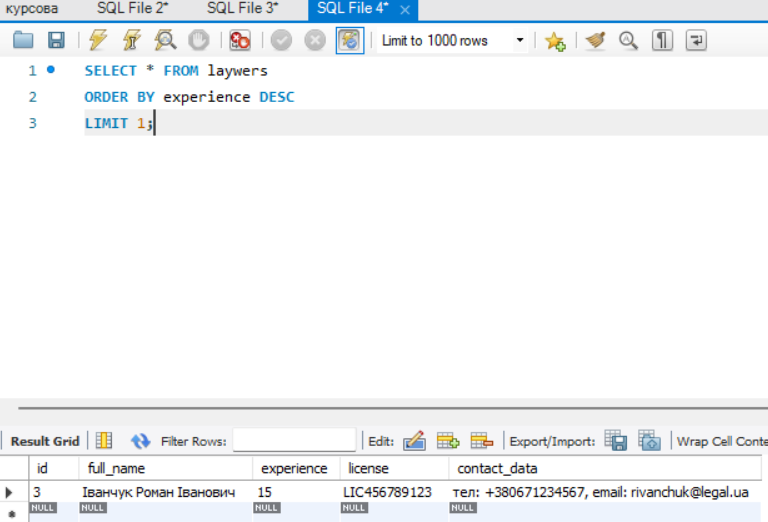 курсова SQL File 2* SQL File 3* SQL File 4* ×
Limit to 1000 rows
1 SELECT * FROM laywers
2 ORDER BY experience DESC
3 LIMIT 1;
Result Grid Filter Rows: Edit: Export/Import: Wrap Cell Conte
id full_name experience license contact_data
3 Іванчук Роман Іванович 15 LIC456789123 тел: +380671234567, email: rivanchuk@legal.ua
NULL NULL NULL NULL NULL